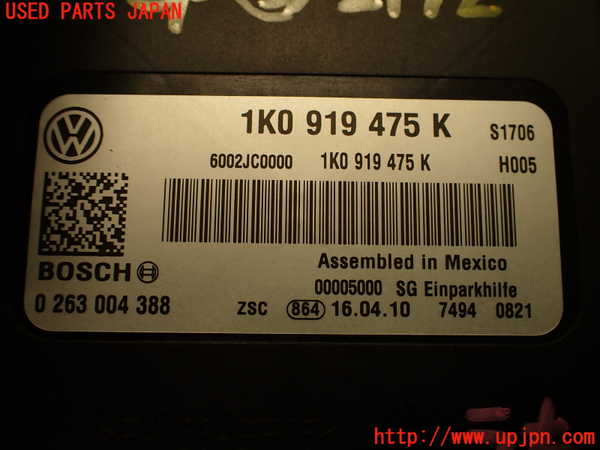 USED PARTS JAPAN
1K0 919 475 K S1706
6002JC0000 1K0 919 475 K H005
BOSCH
Assembled in Mexico
00005000 SG Einparkhilfe
0 263 004 388 ZSC 864 16.04.10 7494 0821
http://www.upjpn.com/